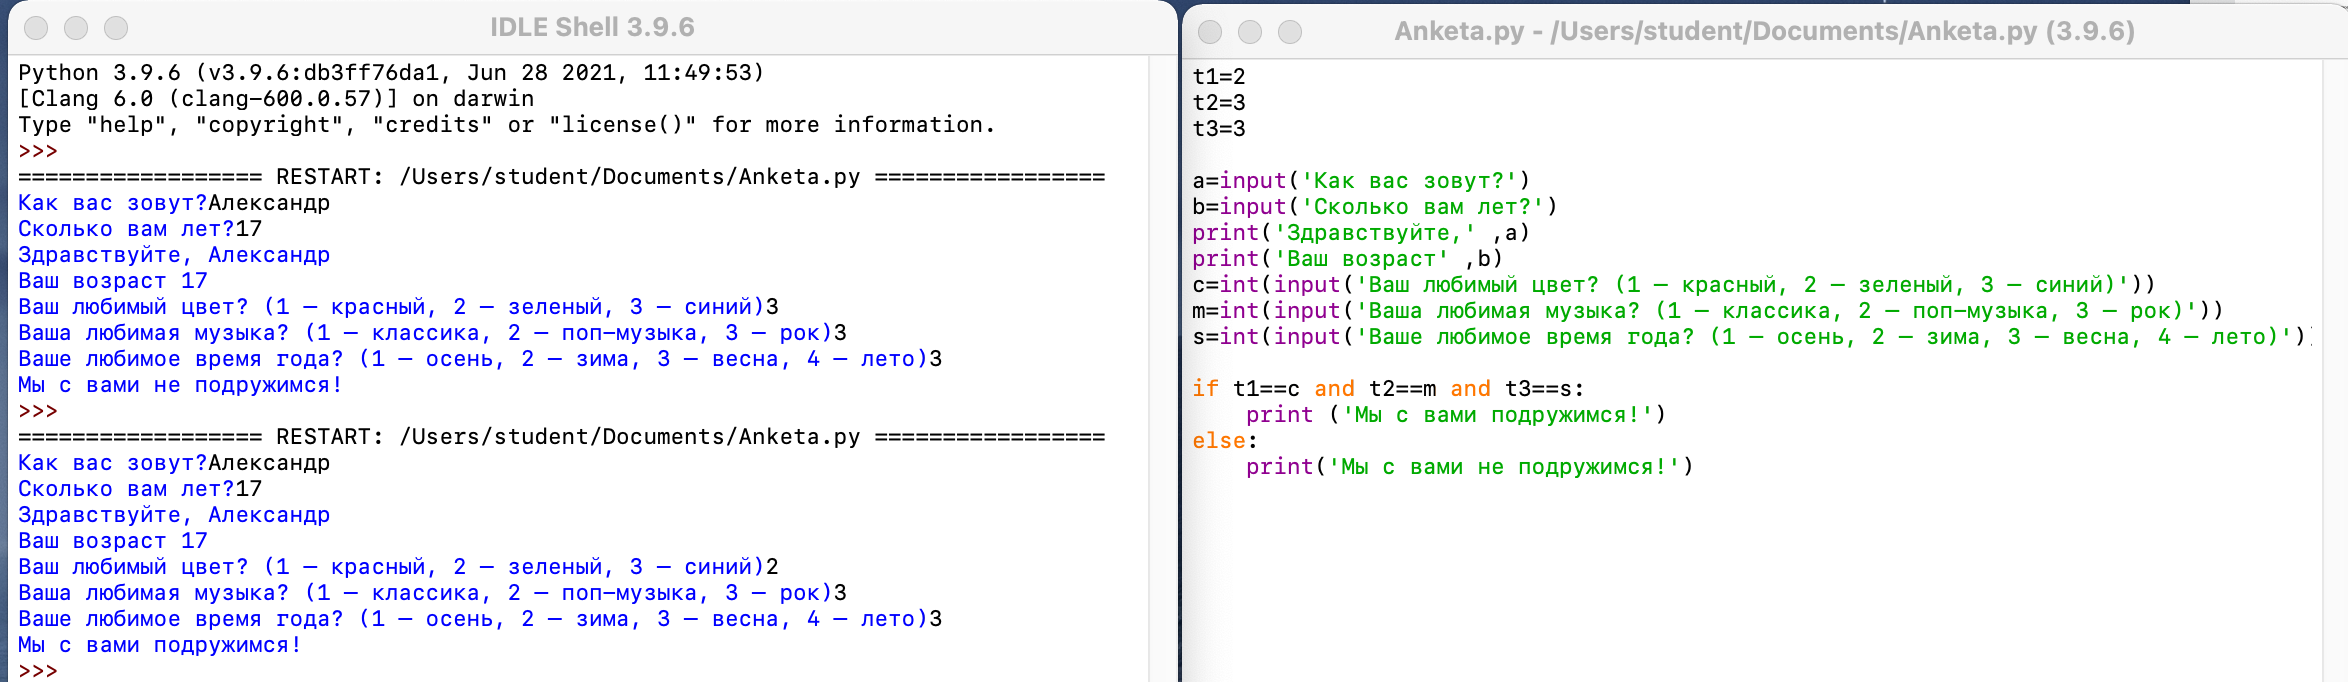 IDLE Shell 3.9.6
Python 3.9.6 (v3.9.6:db3ff76da1, Jun 28 2021, 11:49:53)
[Clang 6.0 (clang-600.0.57)] on darwin
Type "help", "copyright", "credits" or "license()" for more information.
>>>
================== RESTART: /Users/student/Documents/Anketa.py =================
Как вас зовут?Александр
Сколько вам лет?17
Здравствуйте, Александр
Ваш возраст 17
Ваш любимый цвет? (1 – красный, 2 – зеленый, 3 – синий)3
Ваша любимая музыка? (1 – классика, 2 – поп-музыка, 3 – рок)3
Ваше любимое время года? (1 – осень, 2 – зима, 3 – весна, 4 – лето)3
Мы с вами не подружимся!
>>>
================== RESTART: /Users/student/Documents/Anketa.py =================
Как вас зовут?Александр
Сколько вам лет?17
Здравствуйте, Александр
Ваш возраст 17
Ваш любимый цвет? (1 – красный, 2 – зеленый, 3 – синий)2
Ваша любимая музыка? (1 – классика, 2 – поп-музыка, 3 – рок)3
Ваше любимое время года? (1 – осень, 2 – зима, 3 – весна, 4 – лето)3
Мы с вами подружимся!
>>>
Anketa.py - /Users/student/Documents/Anketa.py (3.9.6)
t1=2
t2=3
t3=3
a=input('Как вас зовут?')
b=input('Сколько вам лет?')
print('Здравствуйте,' ,a)
print('Ваш возраст' ,b)
c=int(input('Ваш любимый цвет? (1 – красный, 2 – зеленый, 3 – синий)'))
m=int(input('Ваша любимая музыка? (1 – классика, 2 – поп-музыка, 3 – рок)'))
s=int(input('Ваше любимое время года? (1 – осень, 2 – зима, 3 – весна, 4 – лето)'))
if t1==c and t2==m and t3==s:
    print ('Мы с вами подружимся!')
else:
    print('Мы с вами не подружимся!')